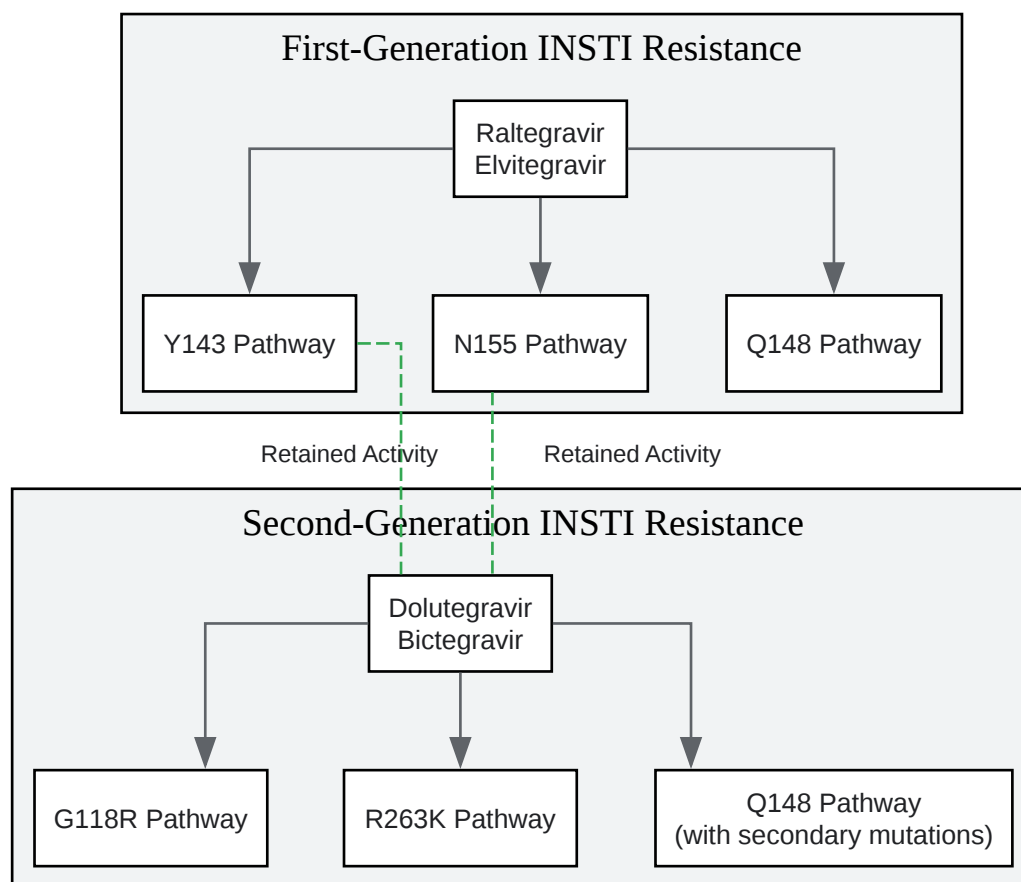 First-Generation INSTI Resistance
Raltegravir
Elvitegravir
Y143 Pathway
N155 Pathway
Q148 Pathway
Retained Activity
Retained Activity
Second-Generation INSTI Resistance
Dolutegravir
Bictegravir
G118R Pathway
R263K Pathway
Q148 Pathway
(with secondary mutations)